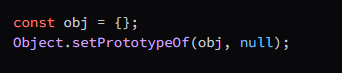 const obj = {};
Object.setPrototypeOf(obj, null);